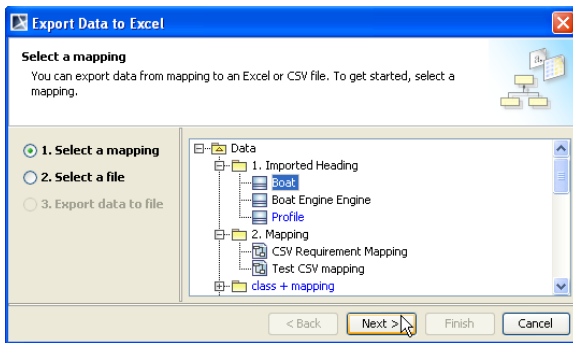 Export Data to Excel
Select a mapping
You can export data from mapping to an Excel or CSV file. To get started, select a
mapping.
1. Select a mapping
2. Select a file
3. Export data to file
Data
1. Imported Heading
Boat
Boat Engine Engine
Profile
2. Mapping
CSV Requirement Mapping
Test CSV mapping
class + mapping
< Back
Next >
Finish
Cancel